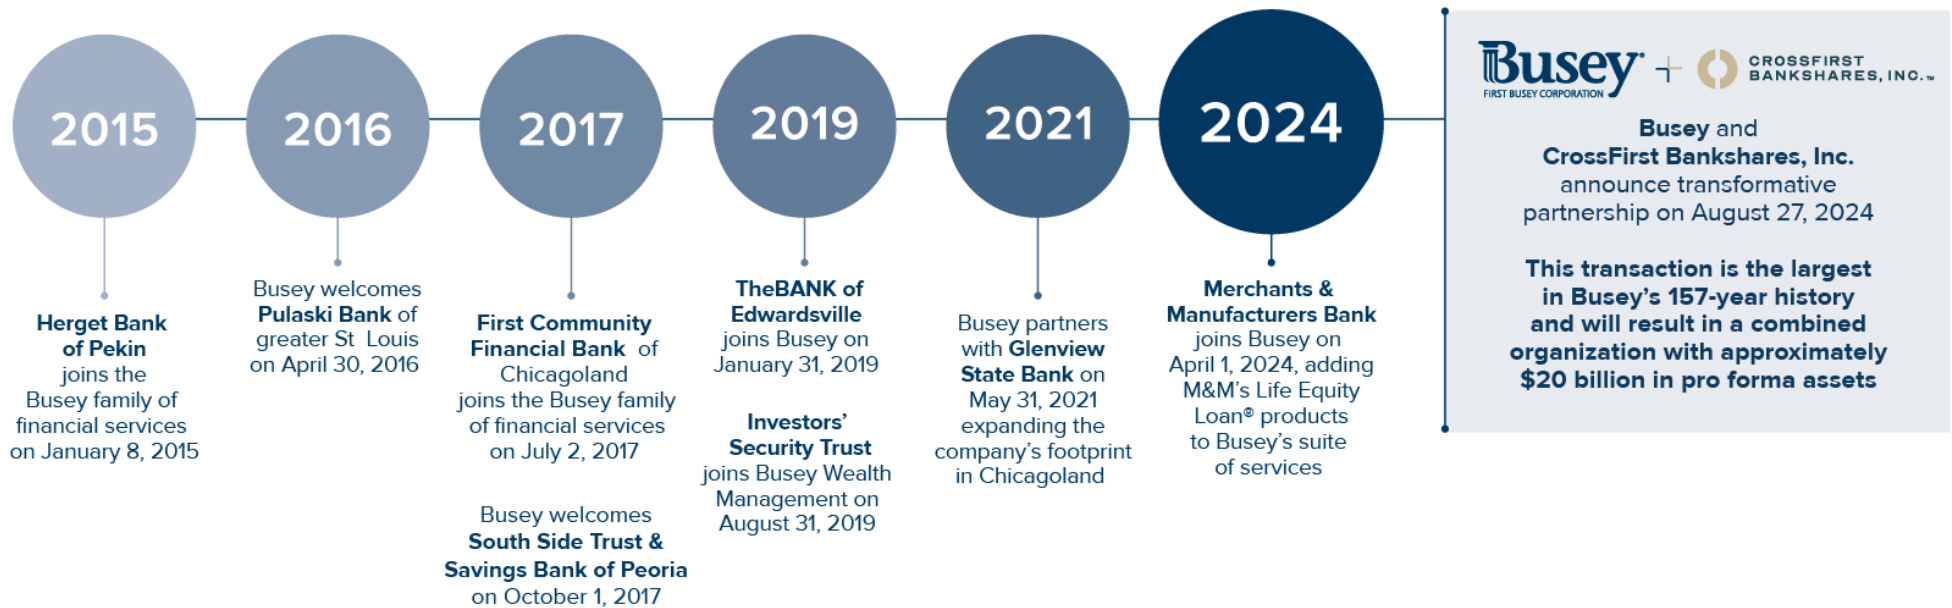 2015
Herget Bank
of Pekin
joins the
Busey family of
financial services
on January 8, 2015
2016
Busey welcomes
Pulaski Bank of
greater St Louis
on April 30, 2016
2017
First Community
Financial Bank of
Chicagoland
joins the Busey family
of financial services
on July 2, 2017
Busey welcomes
South Side Trust &
Savings Bank of Peoria
on October 1, 2017
2019
TheBANK of
Edwardsville
joins Busey on
January 31, 2019
Investors’
Security Trust
joins Busey Wealth
Management on
August 31, 2019
2021
Busey partners
with Glenview
State Bank on
May 31, 2021
expanding the
company’s footprint
in Chicagoland
2024
Merchants &
Manufacturers Bank
joins Busey on
April 1, 2024, adding
M&M’s Life Equity
Loan® products
to Busey’s suite
of services
Busey®
FIRST BUSEY CORPORATION
+
CROSSFIRST
BANKSHARES, INC.™
Busey and
CrossFirst Bankshares, Inc.
announce transformative
partnership on August 27, 2024
This transaction is the largest
in Busey’s 157-year history
and will result in a combined
organization with approximately
$20 billion in pro forma assets